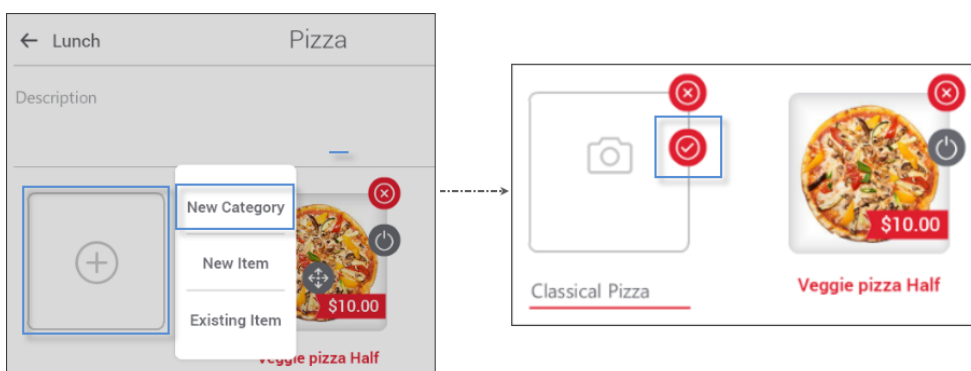 Lunch
Pizza
Description
New Category
New Item
Existing Item
$10.00
Veggie pizza Half
Classical Pizza
$10.00
Veggie pizza Half